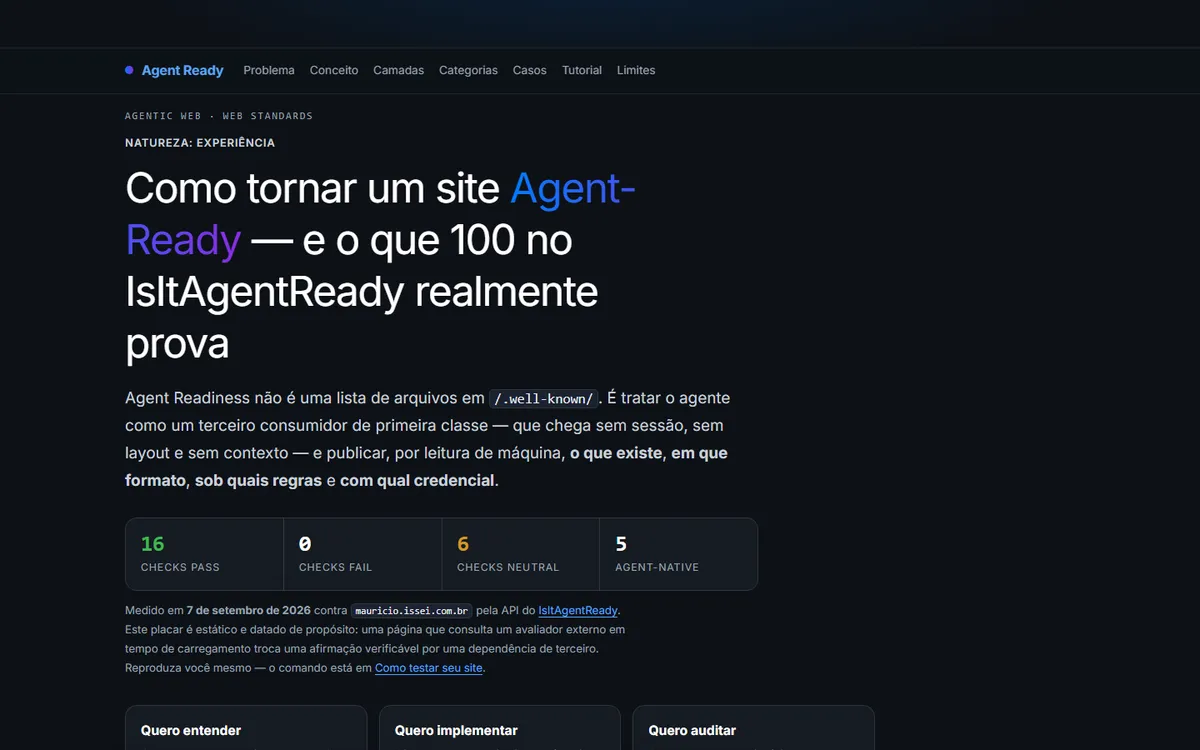 Agent Ready Problema Conceito Camadas Categorias Casos Tutorial Limites
AGENTIC WEB · WEB STANDARDS
NATUREZA: EXPERIÊNCIA
Como tornar um site Agent-
Ready — e o que 100 no
IsItAgentReady realmente
prova
Agent Readiness não é uma lista de arquivos em /.well-known/. É tratar o agente
como um terceiro consumidor de primeira classe — que chega sem sessão, sem
layout e sem contexto — e publicar, por leitura de máquina, o que existe, em que
formato, sob quais regras e com qual credencial.
16 0 6 5
CHECKS PASS CHECKS FAIL CHECKS NEUTRAL AGENT-NATIVE
Medido em 7 de setembro de 2026 contra mauricio.issei.com.br pela API do IsItAgentReady.
Este placar é estático e datado de propósito: uma página que consulta um avaliador externo em
tempo de carregamento troca uma afirmação verificável por uma dependência de terceiro.
Reproduza você mesmo — o comando está em Como testar seu site.
Quero entender Quero implementar Quero auditar